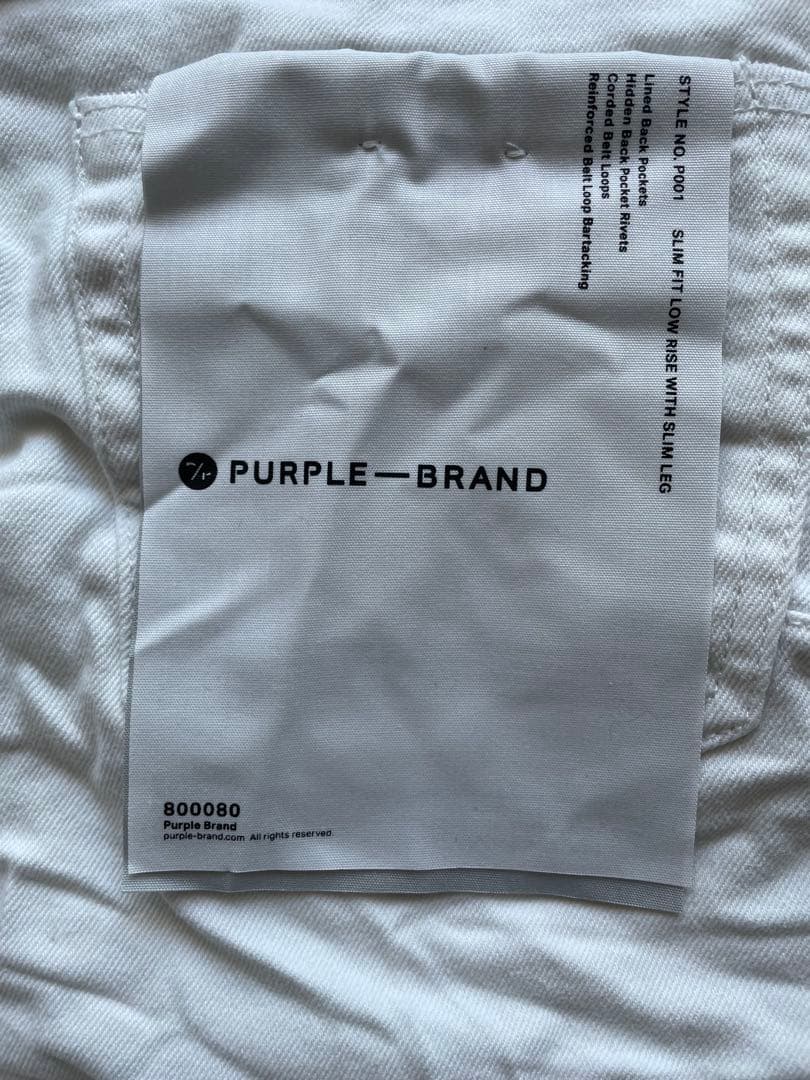 STYLE NO. P001 SLIM FIT LOW RISE WITH SLIM LEG
Lined Back Pockets
Hidden Back Pocket Rivets
Corded Belt Loops
Reinforced Belt Loop Bartacking
PURPLE—BRAND
800080
Purple Brand
purple-brand.com All rights reserved.